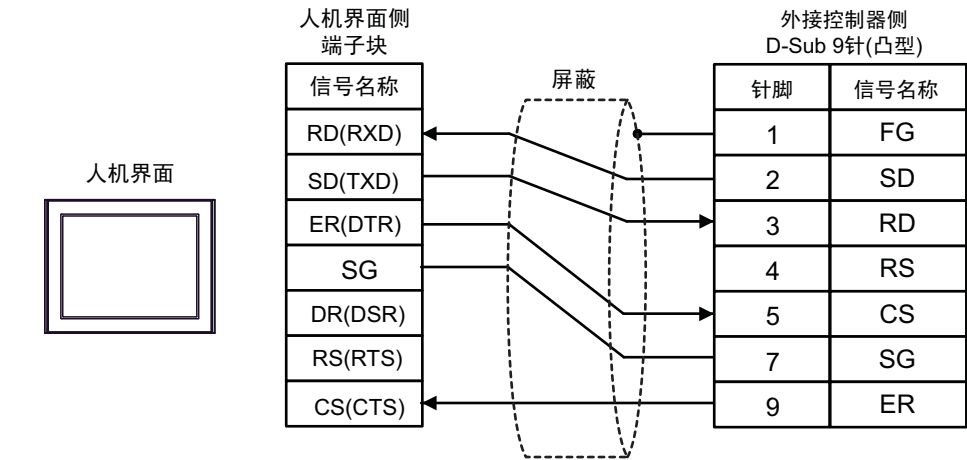 人机界面侧
端子块
外接控制器侧
D-Sub 9针(凸型)
人机界面
屏蔽
信号名称
RD(RXD)
SD(TXD)
ER(DTR)
SG
DR(DSR)
RS(RTS)
CS(CTS)
针脚 信号名称
1 FG
2 SD
3 RD
4 RS
5 CS
7 SG
9 ER